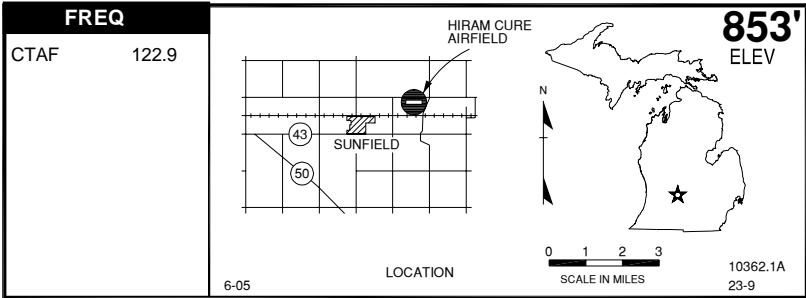 FREQ
CTAF 122.9
HIRAM CURE
AIRFIELD
43
SUNFIELD
50
LOCATION
6-05
853'
ELEV
N
0 1 2 3
SCALE IN MILES
10362.1A
23-9